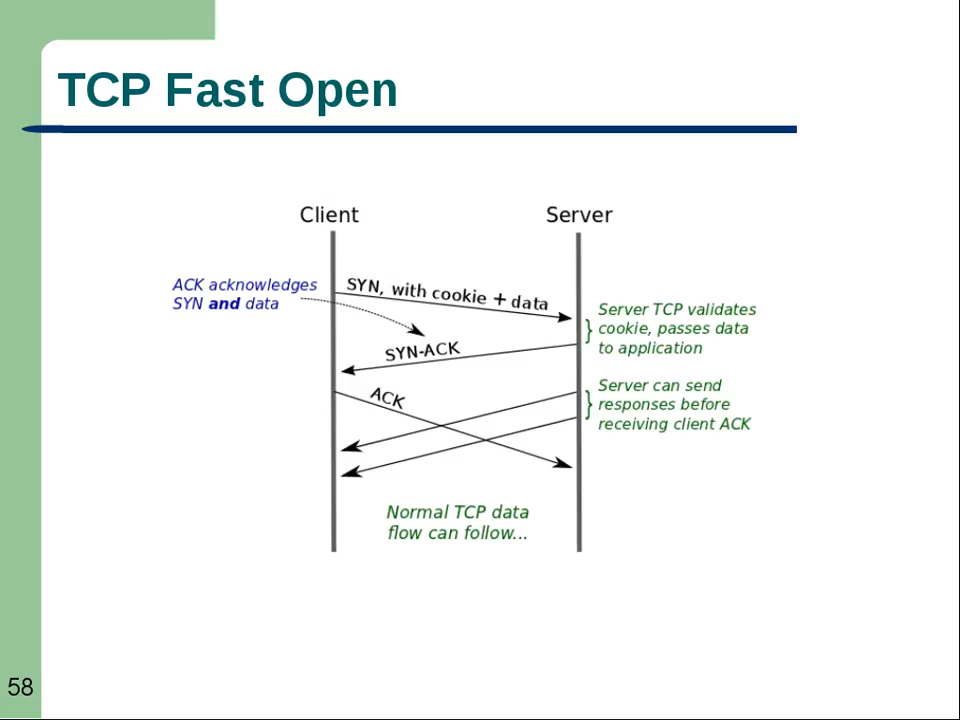 TCP Fast Open
Client
Server
ACK acknowledges
SYN and data
SYN, with cookie + data
Server TCP validates
cookie, passes data
to application
SYN-ACK
Server can send
responses before
receiving client ACK
ACK
Normal TCP data
flow can follow...
58